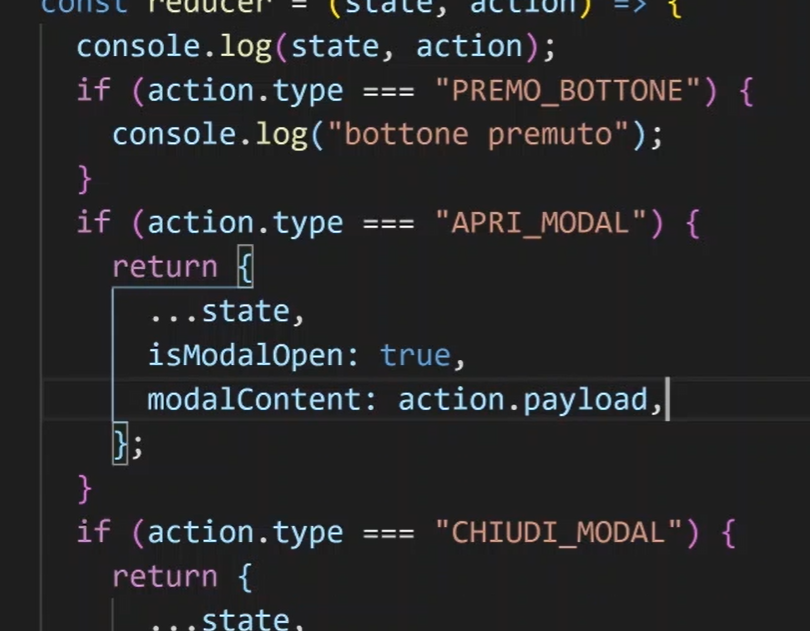 const reducer = (state, action) => {
console.log(state, action);
if (action.type === "PREMO_BOTTONE") {
console.log("bottone premuto");
}
if (action.type === "APRI_MODAL") {
return {
...state,
isModalOpen: true,
modalContent: action.payload,
};
}
if (action.type === "CHIUDI_MODAL") {
return {
...state,